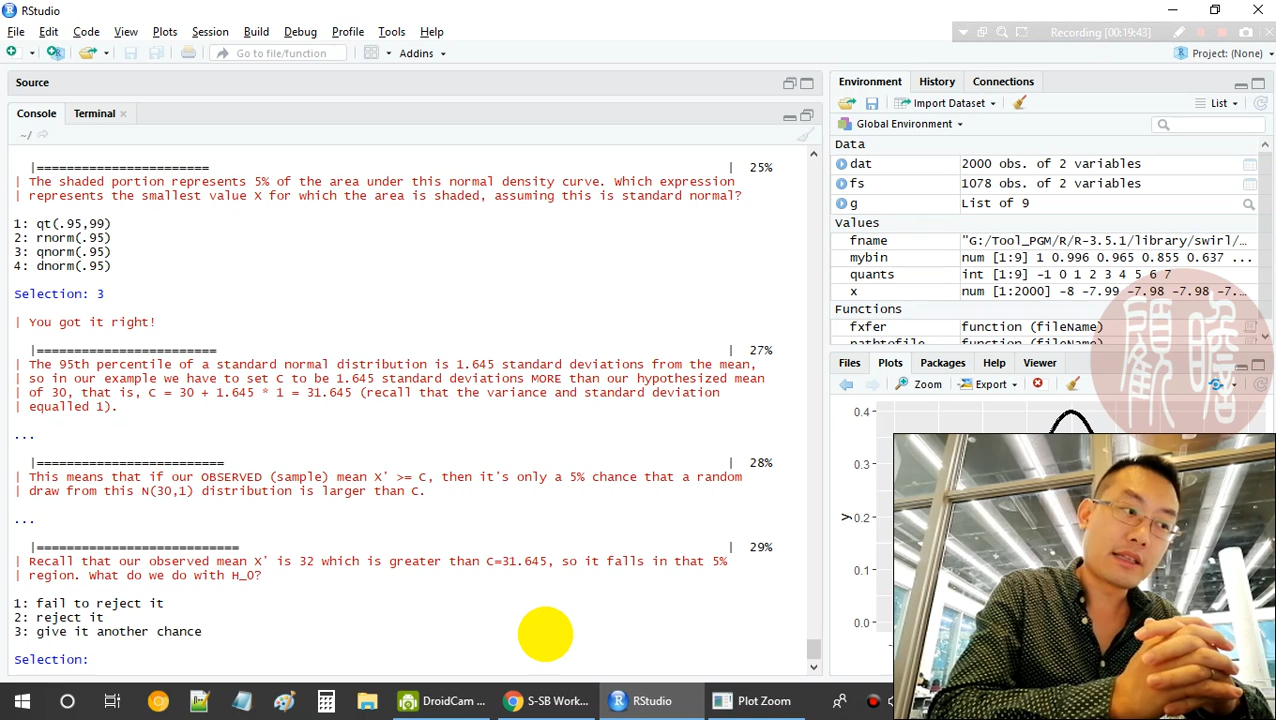 RStudio
File Edit Code View Plots Session Build Debug Profile Tools Help
Recording [00:19:43]
Go to file/function
Addins
Project: (None)
Source
Console Terminal
~/
|======================= | 25%
| The shaded portion represents 5% of the area under this normal density curve. Which expression
| represents the smallest value X for which the area is shaded, assuming this is standard normal?
1: qt(.95,99)
2: rnorm(.95)
3: qnorm(.95)
4: dnorm(.95)
Selection: 3
| You got it right!
|======================== | 27%
| The 95th percentile of a standard normal distribution is 1.645 standard deviations from the mean,
| so in our example we have to set C to be 1.645 standard deviations MORE than our hypothesized mean
| of 30, that is, C = 30 + 1.645 * 1 = 31.645 (recall that the variance and standard deviation
| equalled 1).
...
|========================= | 28%
| This means that if our OBSERVED (sample) mean X' >= C, then it's only a 5% chance that a random
| draw from this N(30,1) distribution is larger than C.
...
|=========================== | 29%
| Recall that our observed mean X' is 32 which is greater than C=31.645, so it falls in that 5%
| region. What do we do with H_0?
1: fail to reject it
2: reject it
3: give it another chance
Selection:
Environment History Connections
Import Dataset
List
Global Environment
Data
dat 2000 obs. of 2 variables
fs 1078 obs. of 2 variables
g List of 9
Values
fname "G:/Tool_PGM/R/R-3.5.1/library/swirl/…
mybin num [1:9] 1 0.996 0.965 0.855 0.637 ...
quants int [1:9] -1 0 1 2 3 4 5 6 7
x num [1:2000] -8 -7.99 -7.98 -7.98 -7.…
Functions
fxfer function (fileName)
pathtofile function (fileName)
Files Plots Packages Help Viewer
Zoom Export
0.4
0.3
0.2
0.1
0.0
y
DroidCam ...
S-SB Work...
RStudio
Plot Zoom